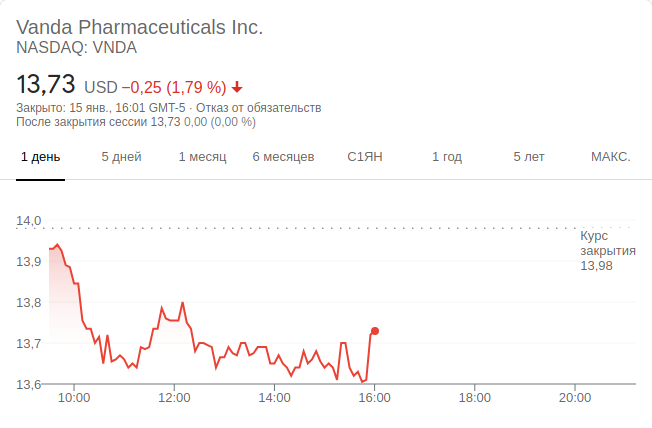 Vanda Pharmaceuticals Inc.
NASDAQ: VNDA
13,73 USD −0,25 (1,79 %)
Закрыто: 15 янв., 16:01 GMT-5 · Отказ от обязательств
После закрытия сессии 13,73 0,00 (0,00 %)
1 день 5 дней 1 месяц 6 месяцев С1ЯН 1 год 5 лет МАКС.
14,0
Курс
закрытия
13,98
13,9
13,8
13,7
13,6
10:00 12:00 14:00 16:00 18:00 20:00